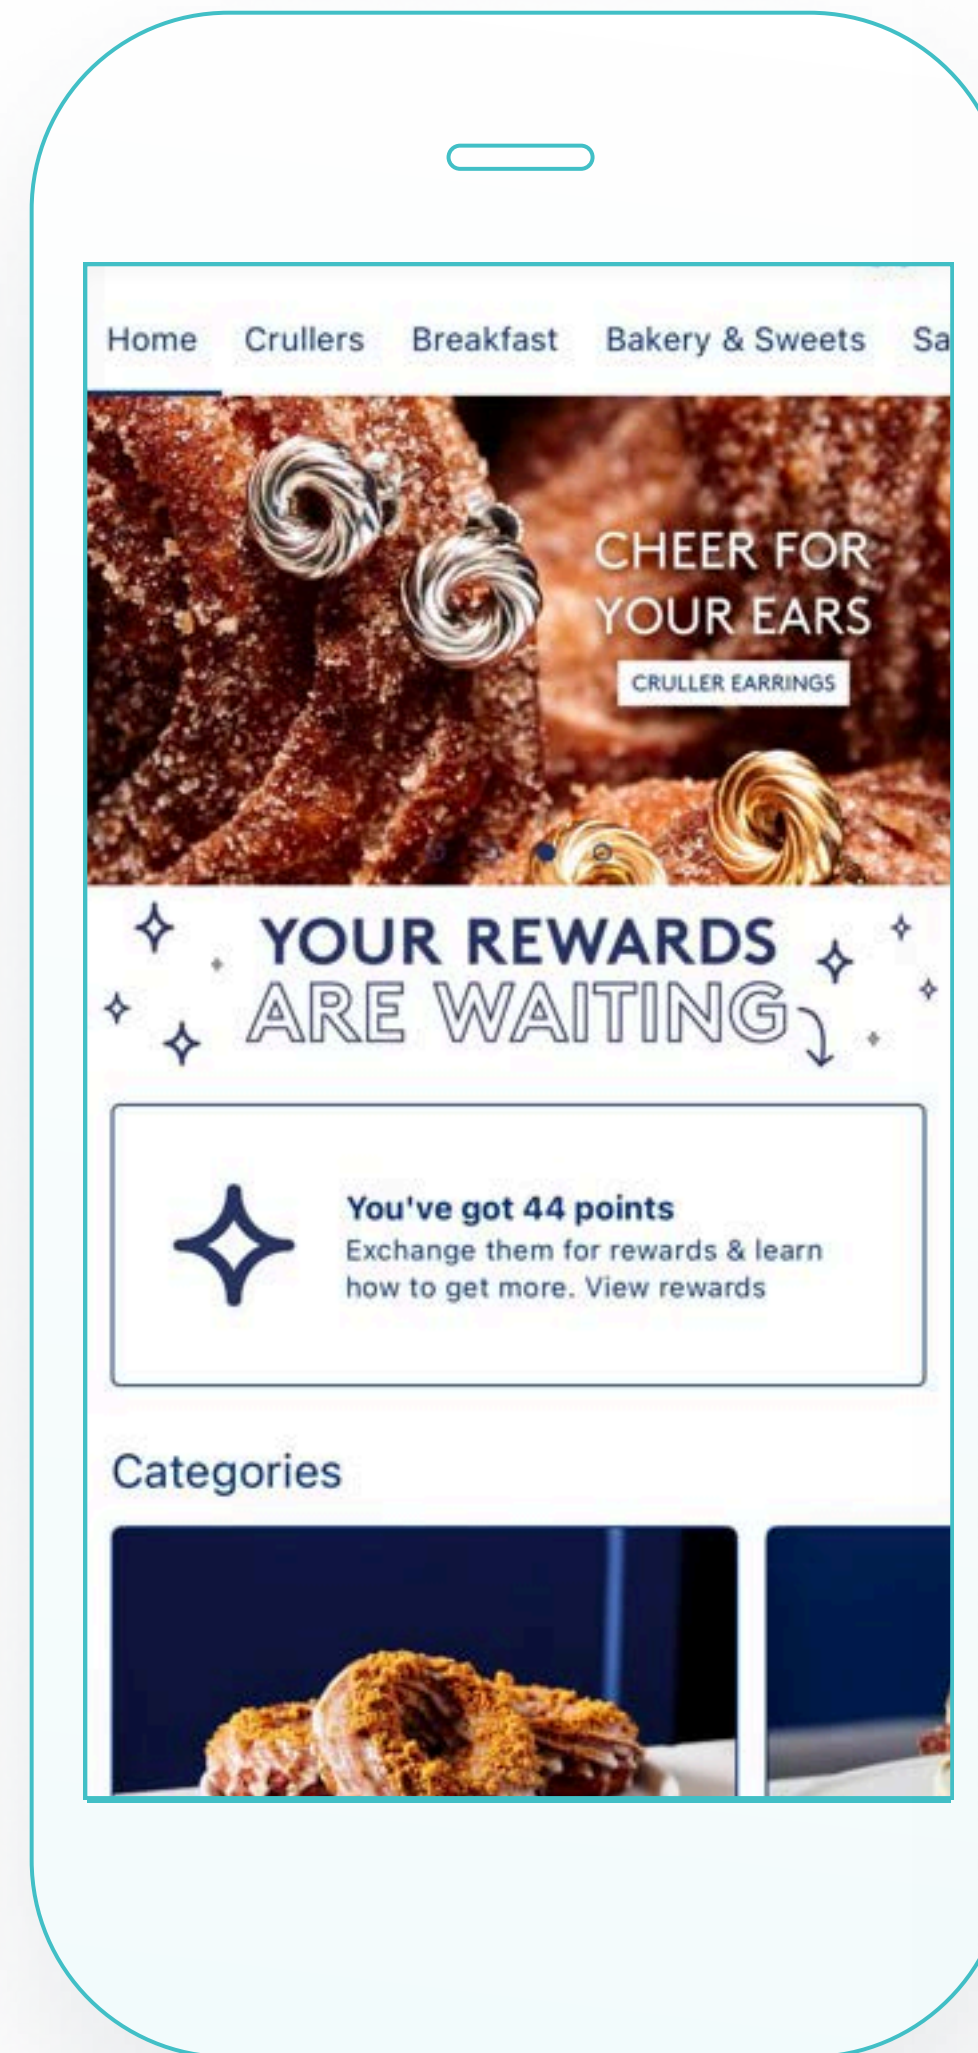 Home Crullers Breakfast Bakery & Sweets Sa
CHEER FOR
YOUR EARS
CRULLER EARRINGS
YOUR REWARDS
ARE WAITING
You've got 44 points
Exchange them for rewards & learn
how to get more. View rewards
Categories